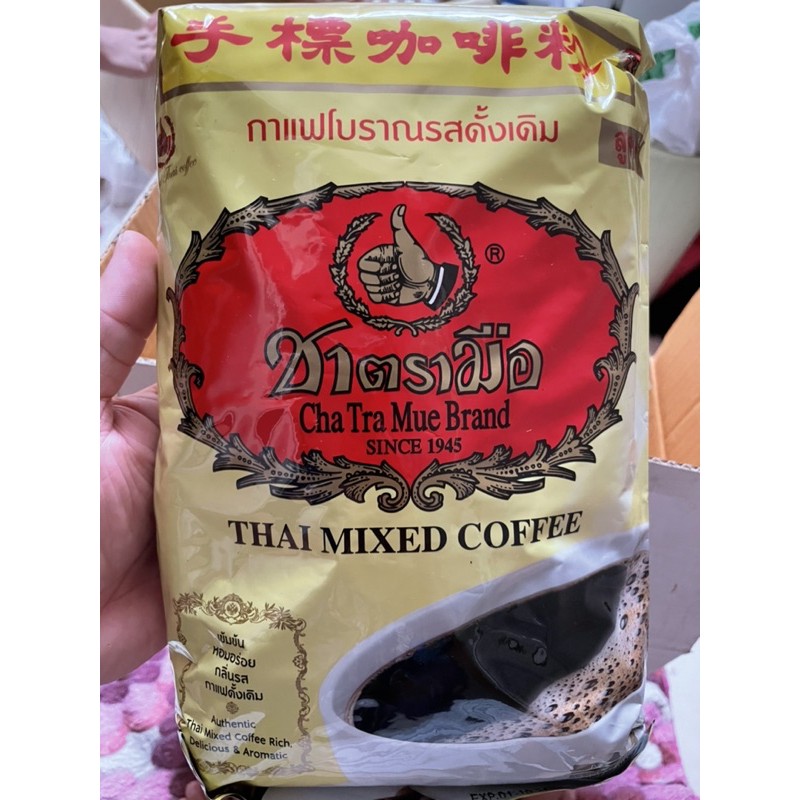 手標咖啡粉
กาแฟโบราณรสดั้งเดิม
®
ชาตรามือ
Cha Tra Mue Brand
SINCE 1945
THAI MIXED COFFEE
เข้มข้น
หอมอร่อย
กลิ่นรส
กาแฟดั้งเดิม
Authentic
Thai Mixed Coffee Rich,
Delicious & Aromatic